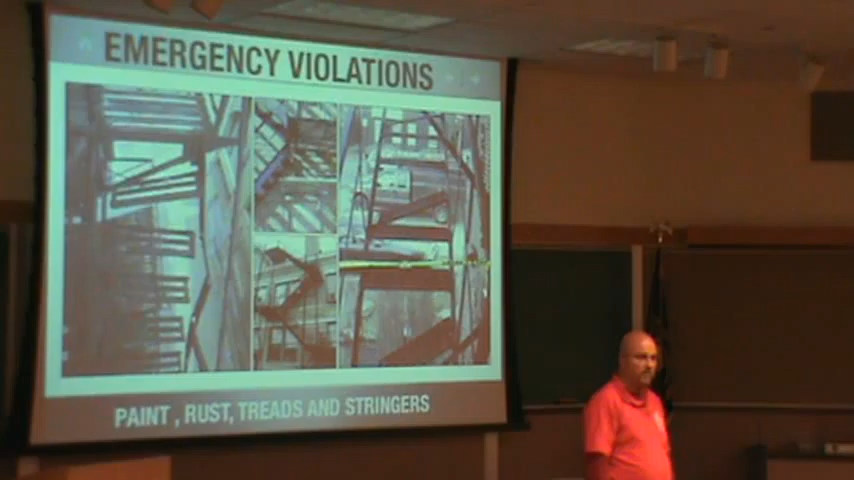 EMERGENCY VIOLATIONS
PAINT , RUST, TREADS AND STRINGERS